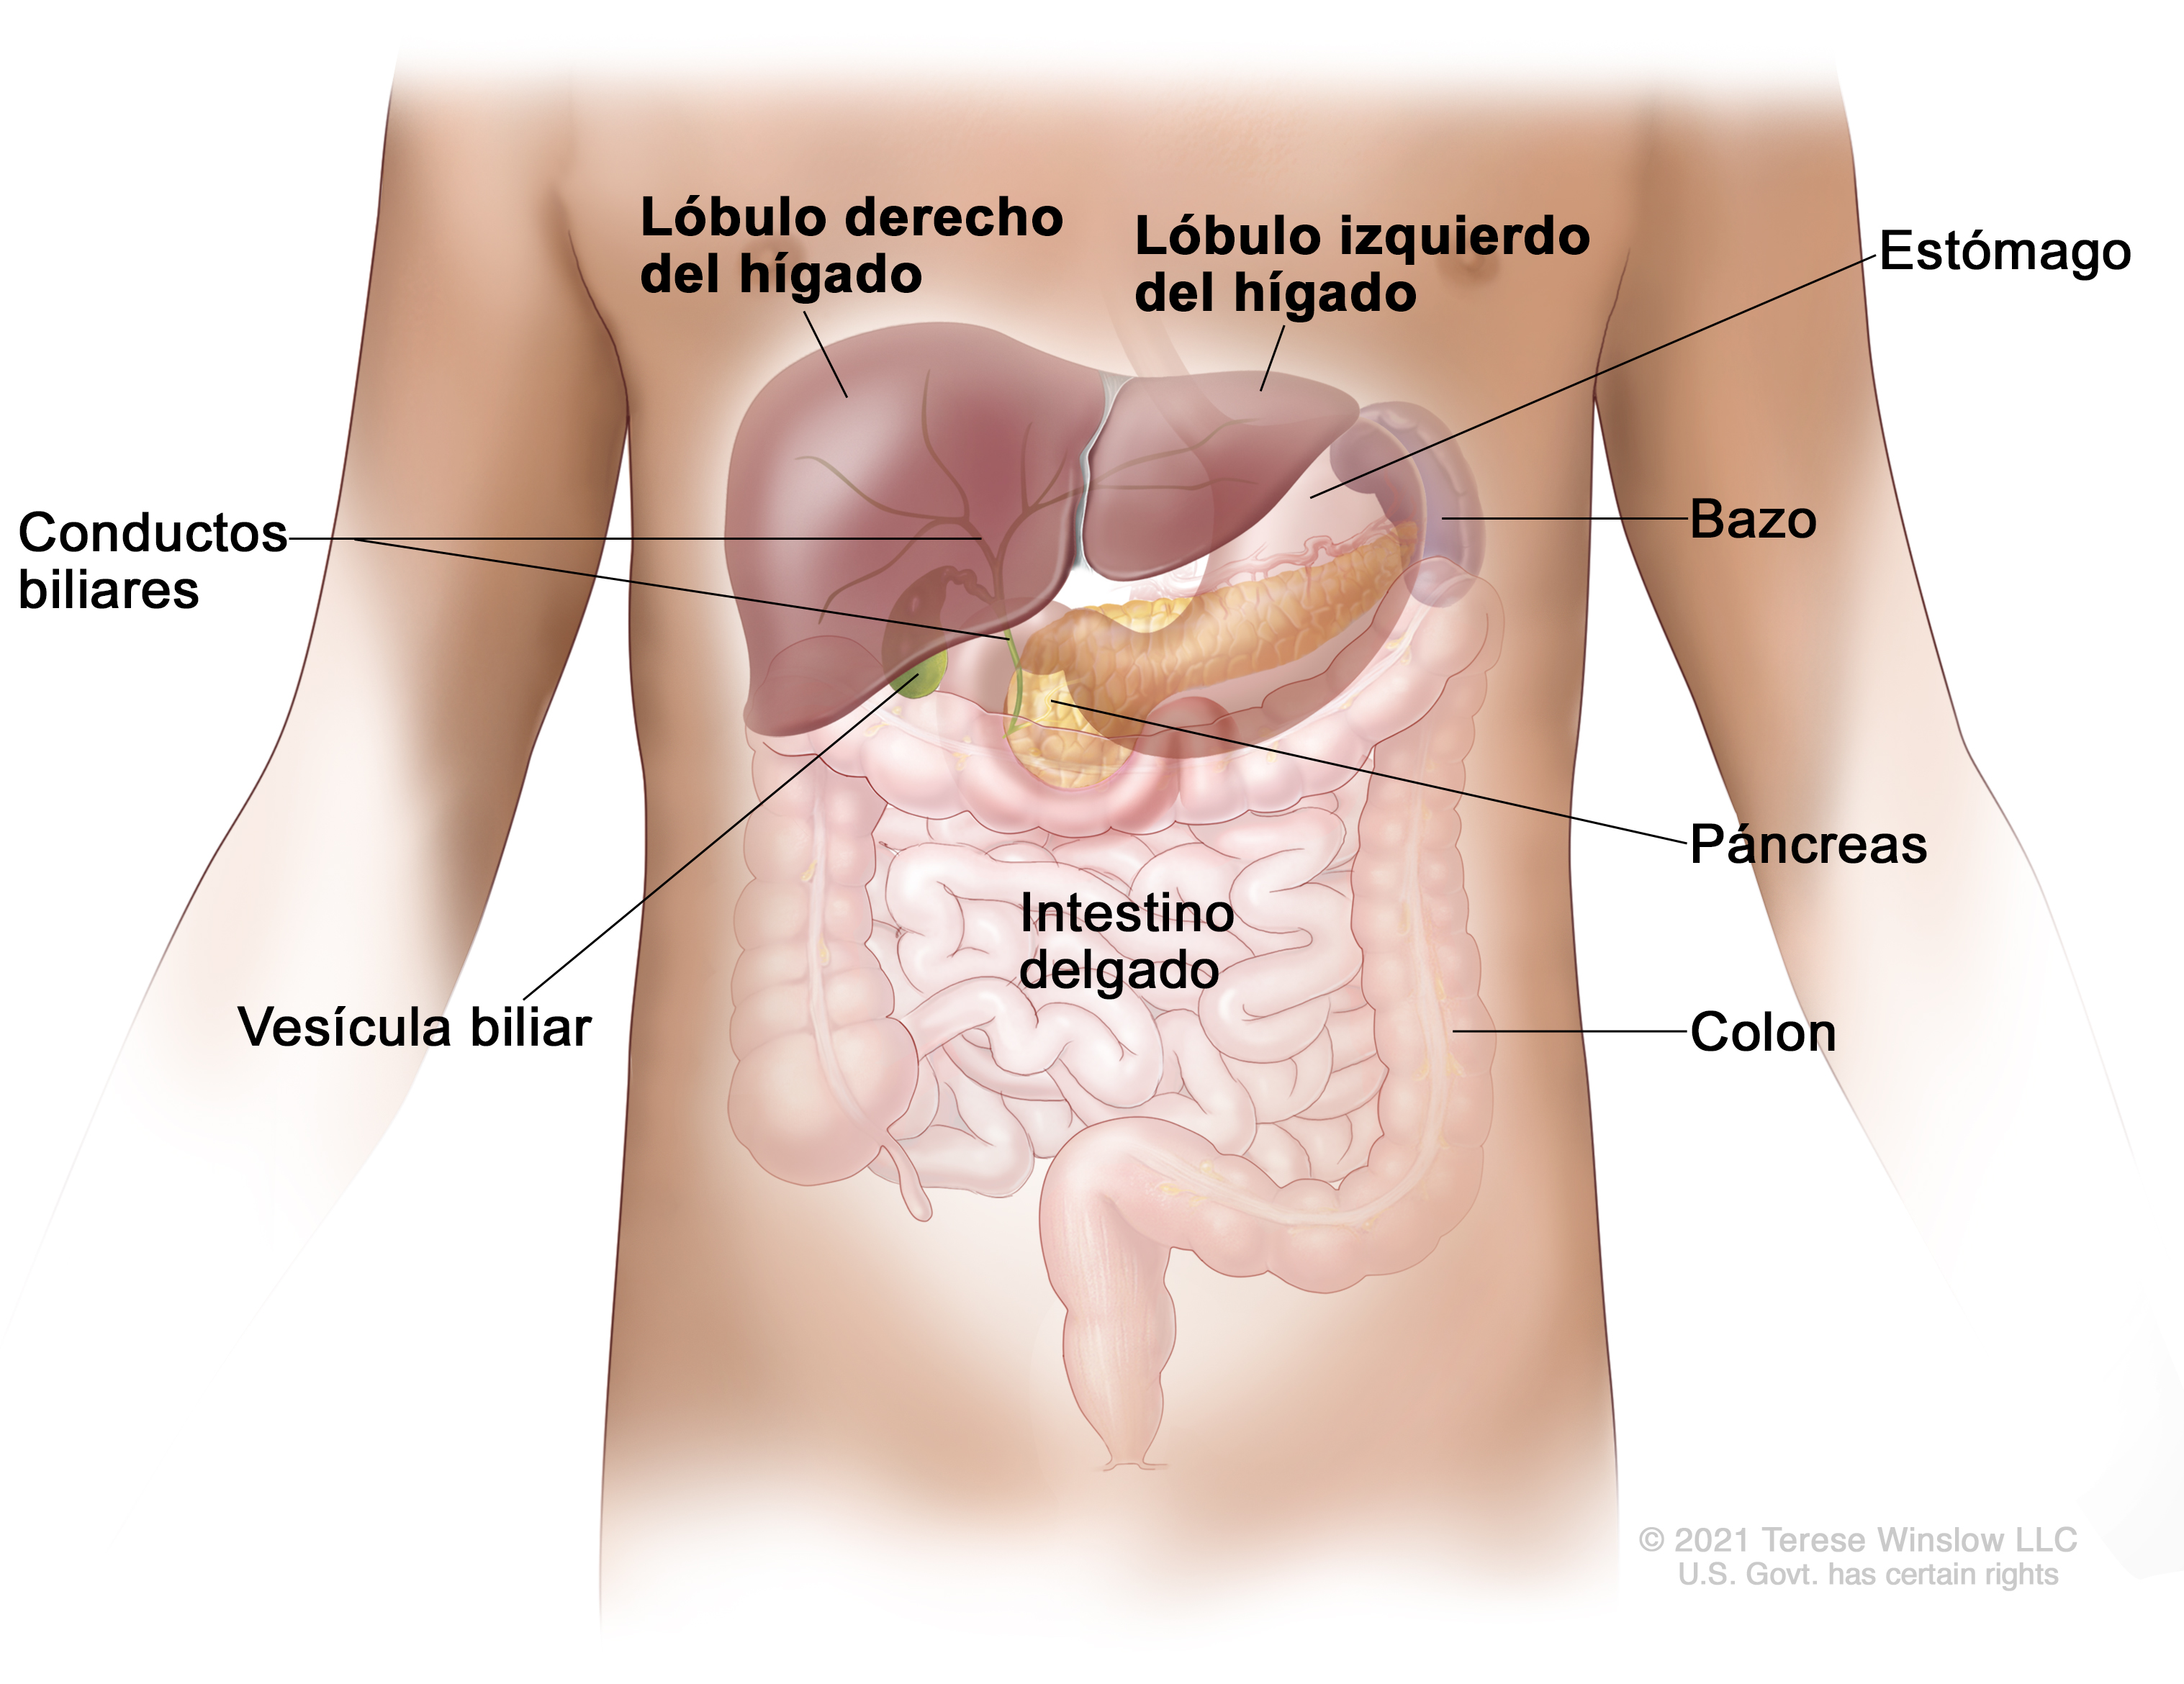 Lóbulo derecho
del hígado
Lóbulo izquierdo
del hígado
Estómago
Conductos
biliares
Bazo
Páncreas
Intestino
delgado
Vesícula biliar
Colon
© 2021 Terese Winslow LLC
U.S. Govt. has certain rights